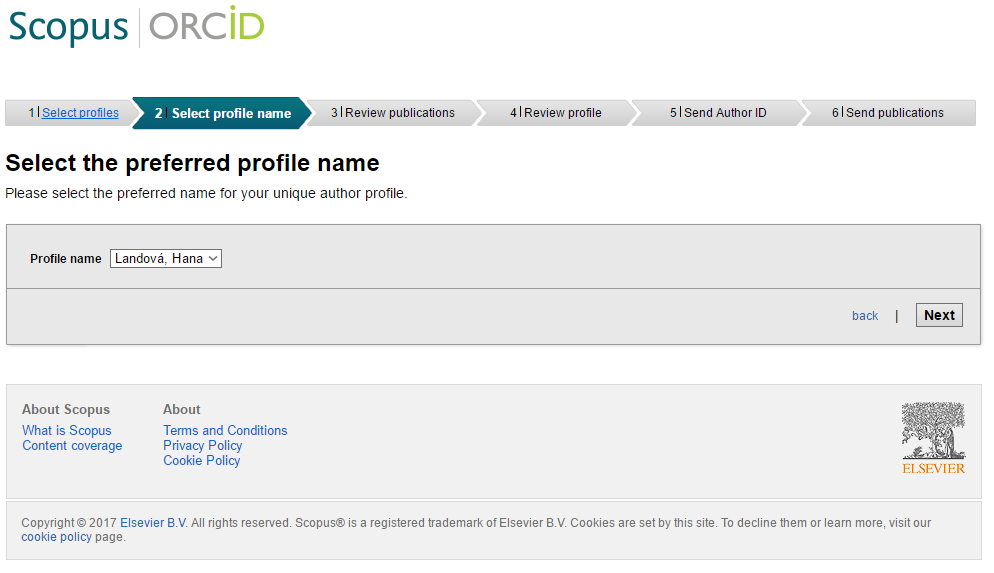 Scopus | ORCID
1 | Select profiles 2 | Select profile name 3 | Review publications 4 | Review profile 5 | Send Author ID 6 | Send publications
Select the preferred profile name
Please select the preferred name for your unique author profile.
Profile name Landová, Hana
back | Next
About Scopus About
What is Scopus Terms and Conditions
Content coverage Privacy Policy
Cookie Policy
ELSEVIER
Copyright © 2017 Elsevier B.V. All rights reserved. Scopus® is a registered trademark of Elsevier B.V. Cookies are set by this site. To decline them or learn more, visit our
cookie policy page.